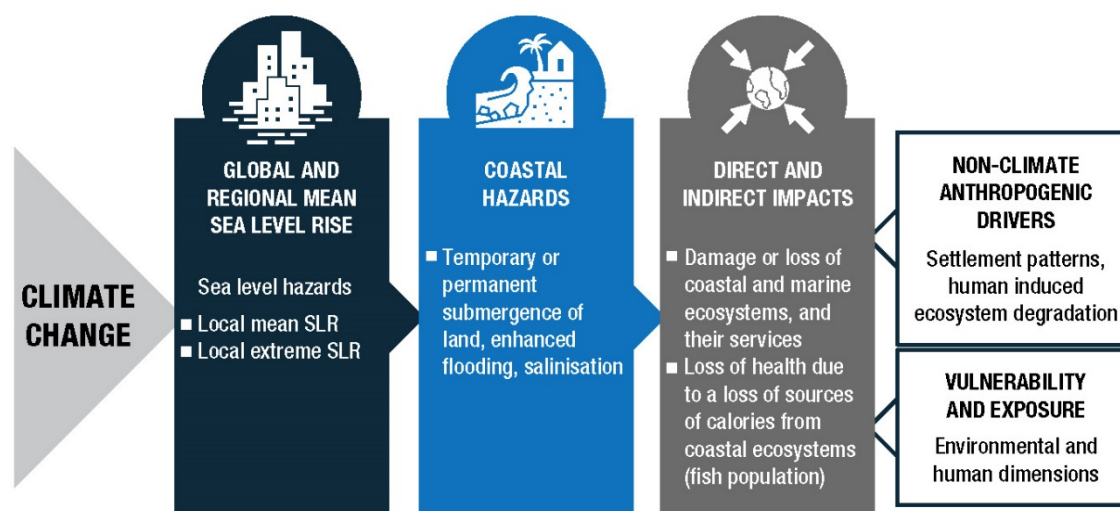 CLIMATE
CHANGE
GLOBAL AND
REGIONAL MEAN
SEA LEVEL RISE
Sea level hazards
■ Local mean SLR
■ Local extreme SLR
COASTAL
HAZARDS
■ Temporary or
permanent
submergence of
land, enhanced
flooding, salinisation
DIRECT AND
INDIRECT IMPACTS
■ Damage or loss of
coastal and marine
ecosystems, and
their services
■ Loss of health due
to a loss of sources
of calories from
coastal ecosystems
(fish population)
NON-CLIMATE
ANTHROPOGENIC
DRIVERS
Settlement patterns,
human induced
ecosystem degradation
VULNERABILITY
AND EXPOSURE
Environmental and
human dimensions